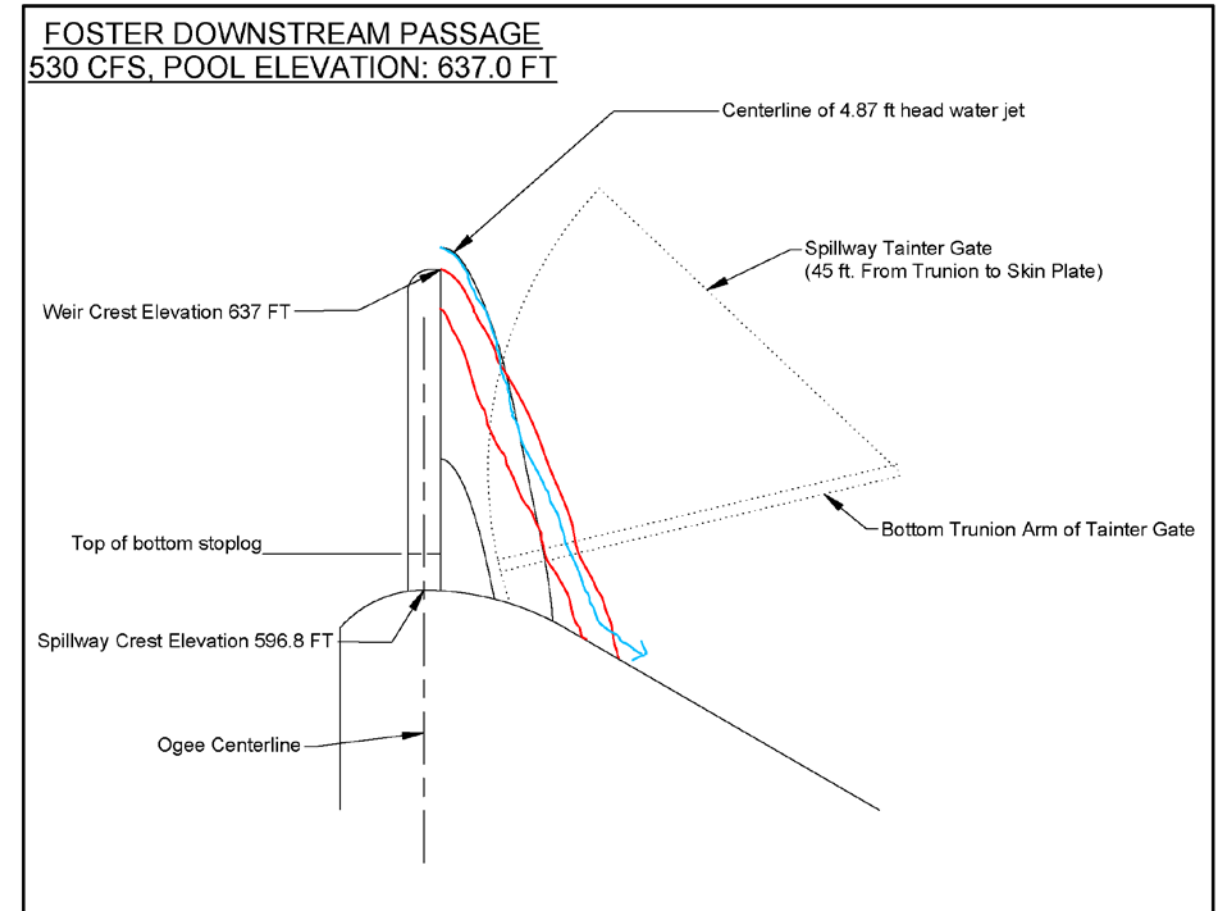 FOSTER DOWNSTREAM PASSAGE
530 CFS, POOL ELEVATION: 637.0 FT
Centerline of 4.87 ft head water jet
Spillway Tainter Gate
(45 ft. From Trunion to Skin Plate)
Weir Crest Elevation 637 FT
Bottom Trunion Arm of Tainter Gate
Top of bottom stoplog
Spillway Crest Elevation 596.8 FT
Ogee Centerline